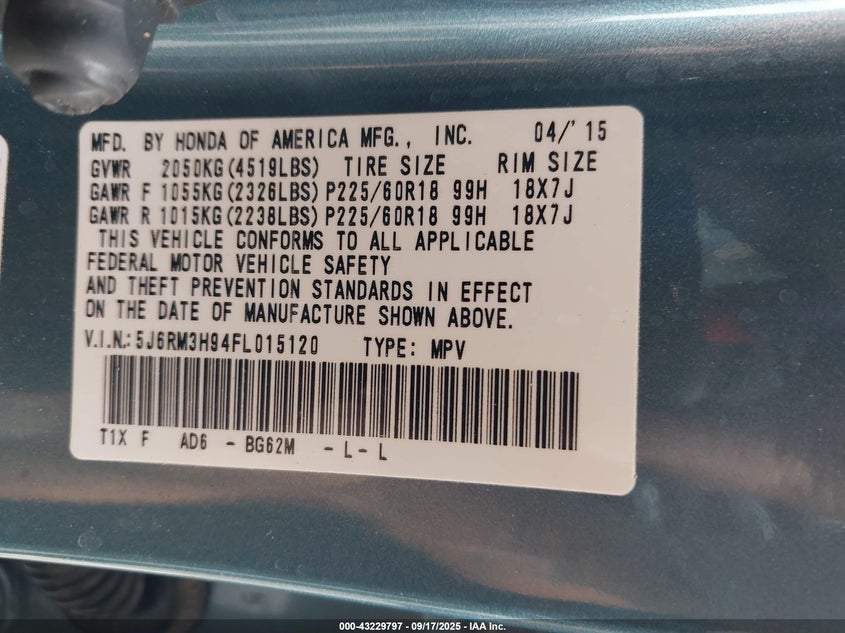 MFD. BY HONDA OF AMERICA MFG., INC. 04/'15
GVWR 2050KG(4519LBS) TIRE SIZE RIM SIZE
GAWR F 1055KG(2326LBS) P225/60R18 99H 18X7J
GAWR R 1015KG(2238LBS) P225/60R18 99H 18X7J
THIS VEHICLE CONFORMS TO ALL APPLICABLE
FEDERAL MOTOR VEHICLE SAFETY
AND THEFT PREVENTION STANDARDS IN EFFECT
ON THE DATE OF MANUFACTURE SHOWN ABOVE.
V.I.N.: 5J6RM3H94FL015120 TYPE: MPV
T1X F AD6 - BG62M - L - L
000-43229797 - 09/17/2025 - IAA Inc.